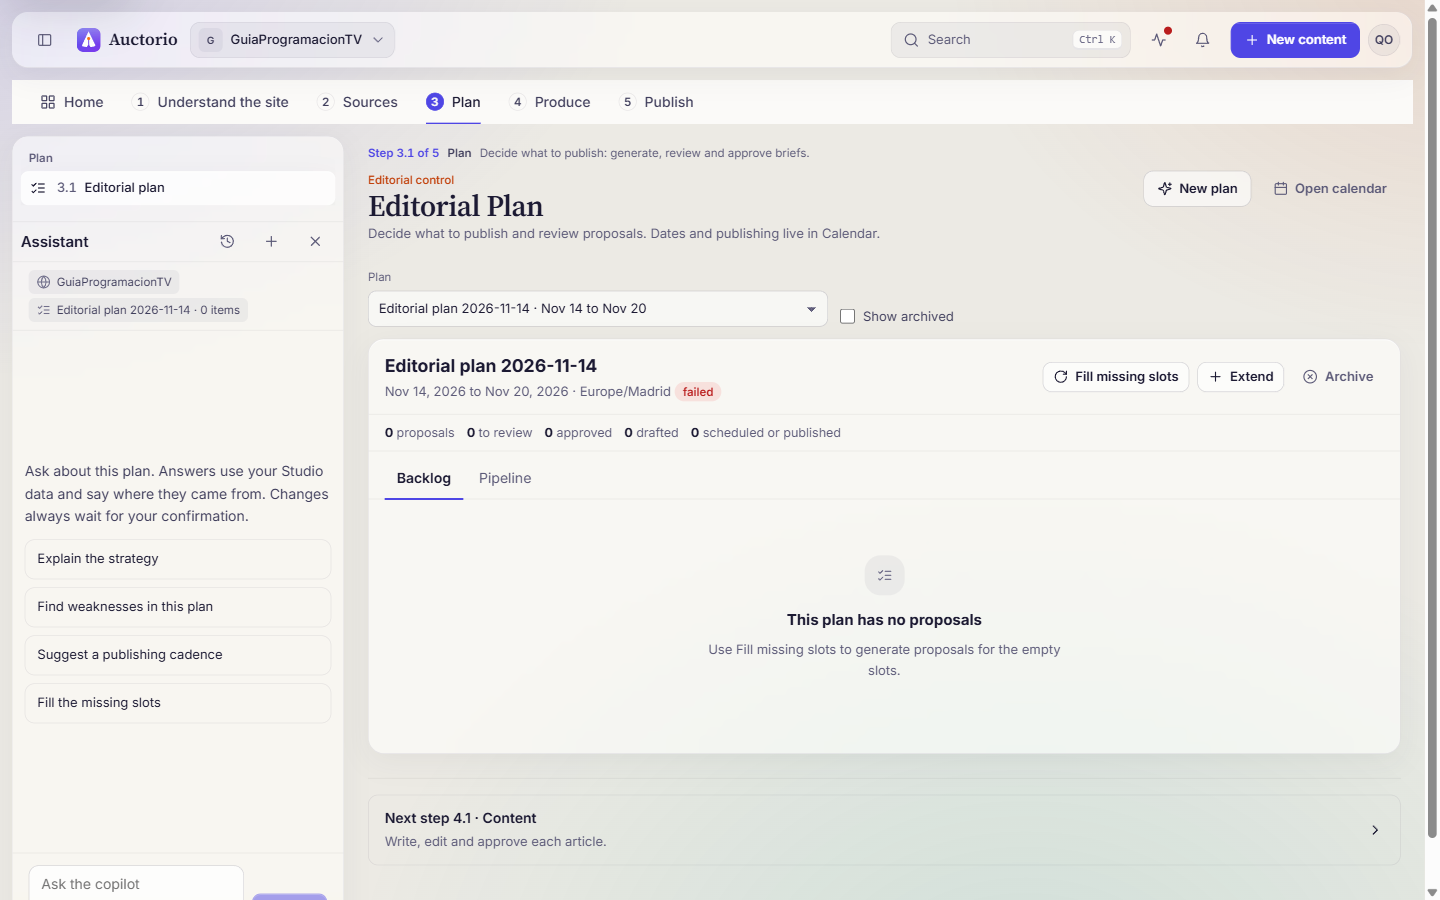 Auctorio
G GuiaProgramacionTV
Search Ctrl K
New content
QO
Home
1 Understand the site
2 Sources
3 Plan
4 Produce
5 Publish
Plan
3.1 Editorial plan
Assistant
GuiaProgramacionTV
Editorial plan 2026-11-14 · 0 items
Ask about this plan. Answers use your Studio
data and say where they came from. Changes
always wait for your confirmation.
Explain the strategy
Find weaknesses in this plan
Suggest a publishing cadence
Fill the missing slots
Ask the copilot
Step 3.1 of 5 Plan Decide what to publish: generate, review and approve briefs.
Editorial control
Editorial Plan
Decide what to publish and review proposals. Dates and publishing live in Calendar.
New plan
Open calendar
Plan
Editorial plan 2026-11-14 · Nov 14 to Nov 20
Show archived
Editorial plan 2026-11-14
Nov 14, 2026 to Nov 20, 2026 · Europe/Madrid failed
Fill missing slots
Extend
Archive
0 proposals 0 to review 0 approved 0 drafted 0 scheduled or published
Backlog
Pipeline
This plan has no proposals
Use Fill missing slots to generate proposals for the empty
slots.
Next step 4.1 · Content
Write, edit and approve each article.